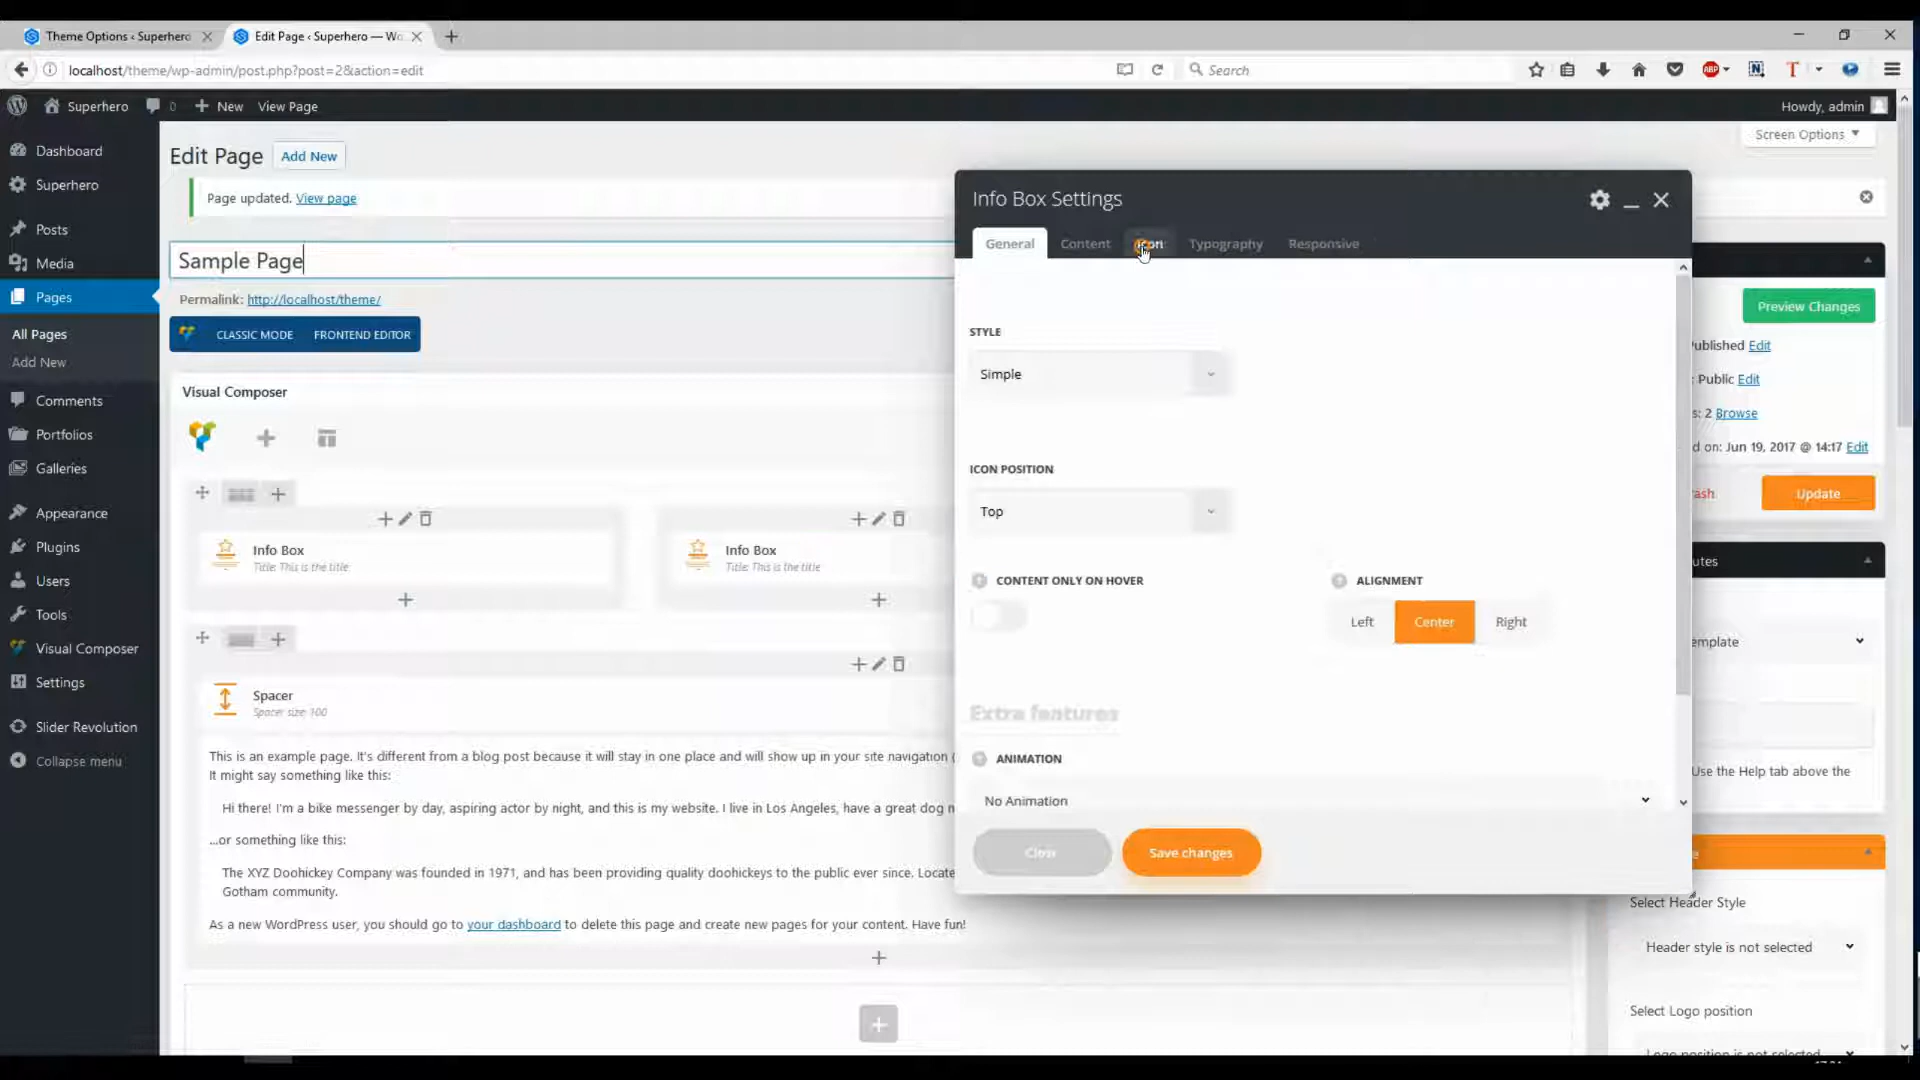 Theme Options ‹ Superhero
Edit Page ‹ Superhero — Wo
localhost/theme/wp-admin/post.php?post=2&action=edit
Search
ABP
Superhero
0
New
View Page
Howdy, admin
Screen Options
Dashboard
Superhero
Posts
Media
Pages
All Pages
Add New
Comments
Portfolios
Galleries
Appearance
Plugins
Users
Tools
Visual Composer
Settings
Slider Revolution
Collapse menu
Edit Page
Add New
Page updated. View page
Sample Page
Permalink: http://localhost/theme/
CLASSIC MODE
FRONTEND EDITOR
Visual Composer
Info Box
Title: This is the title
Info Box
Title: This is the title
Spacer
Spacer size: 100
This is an example page. It's different from a blog post because it will stay in one place and will show up in your site navigation (
It might say something like this:
Hi there! I'm a bike messenger by day, aspiring actor by night, and this is my website. I live in Los Angeles, have a great dog n
...or something like this:
The XYZ Doohickey Company was founded in 1971, and has been providing quality doohickeys to the public ever since. Locate
Gotham community.
As a new WordPress user, you should go to your dashboard to delete this page and create new pages for your content. Have fun!
Info Box Settings
General
Content
Icon
Typography
Responsive
STYLE
Simple
ICON POSITION
Top
CONTENT ONLY ON HOVER
ALIGNMENT
Left
Center
Right
Extra features
ANIMATION
No Animation
Close
Save changes
Preview Changes
ublished Edit
: Public Edit
s: 2 Browse
d on: Jun 19, 2017 @ 14:17 Edit
ash
Update
utes
emplate
Use the Help tab above the
e
Select Header Style
Header style is not selected
Select Logo position
Logo position is not selected